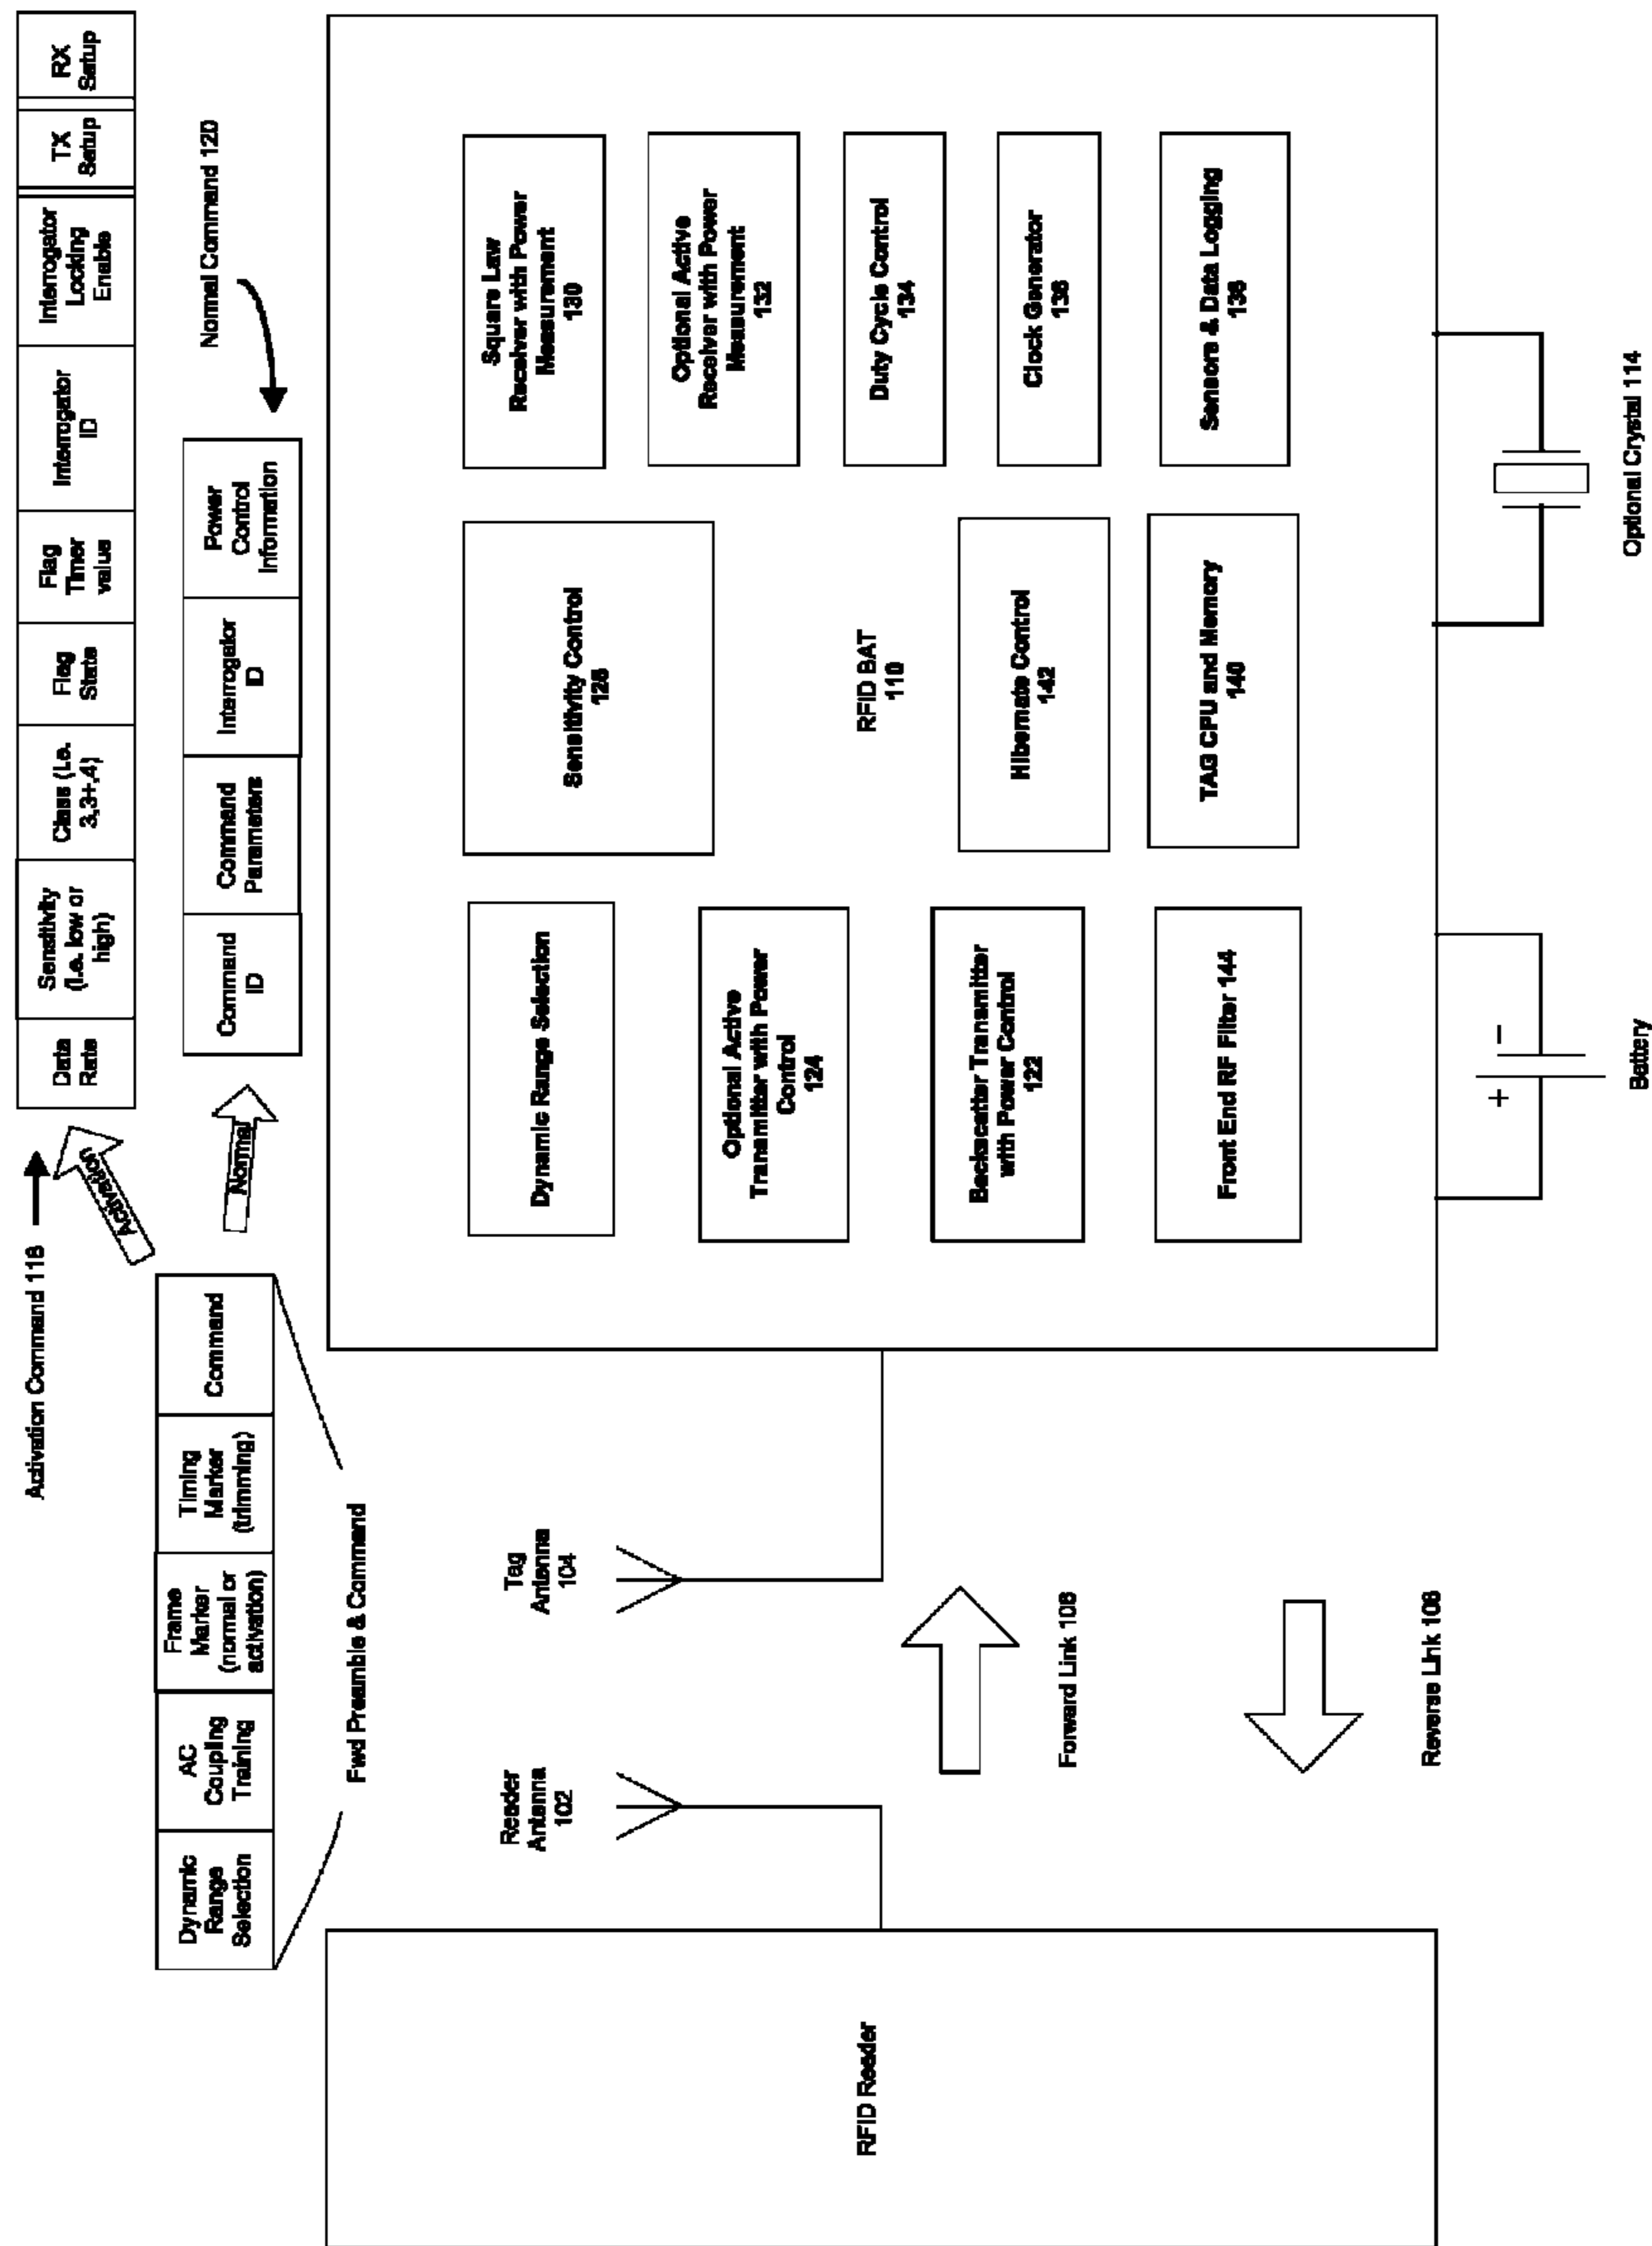 Activation Command 118
Data
Rate
Sensitivity
(i.e. low or
high)
Class (i.e.
3,3+,4)
Flag
State
Flag
Timer
value
Interrogator
ID
Interrogator
Locking
Enable
TX
Setup
RX
Setup
Activation
Normal
Normal Command 120
Command
ID
Command
Parameters
Interrogator
ID
Power
Control
Information
Dynamic
Range
Selection
AC
Coupling
Training
Frame
Marker
(normal or
activation)
Timing
Marker
(trimming)
Command
Fwd Preamble & Command
Reader
Antenna
102
Tag
Antenna
104
Forward Link 108
Reverse Link 106
RFID Reader
Dynamic Range Selection
Optional Active
Transmitter with Power
Control
124
Backscatter Transmitter
with Power Control
122
Front End RF Filter 144
Sensitivity Control
128
RFID BAT
110
Hibernate Control
142
TAG CPU and Memory
140
Square Law
Receiver with Power
Measurement
130
Optional Active
Receiver with Power
Measurement
132
Duty Cycle Control
134
Clock Generator
136
Sensors & Data Logging
138
+
−
Battery
Optional Crystal 114